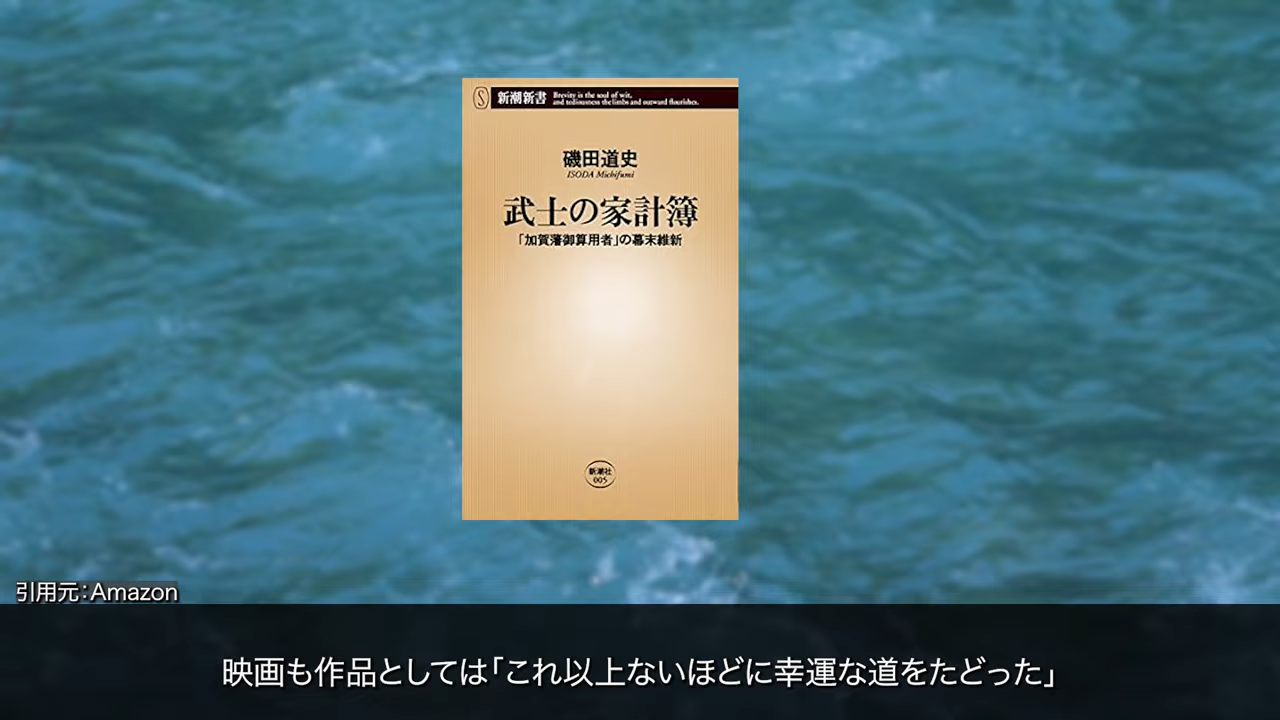 新潮新書
Brevity is the soul of wit,
and tediousness the limbs and outward flourishes.
磯田道史
ISODA Michifumi
武士の家計簿
「加賀藩御算用者」の幕末維新
新潮社
005
引用元：Amazon
映画も作品としては「これ以上ないほどに幸運な道をたどった」